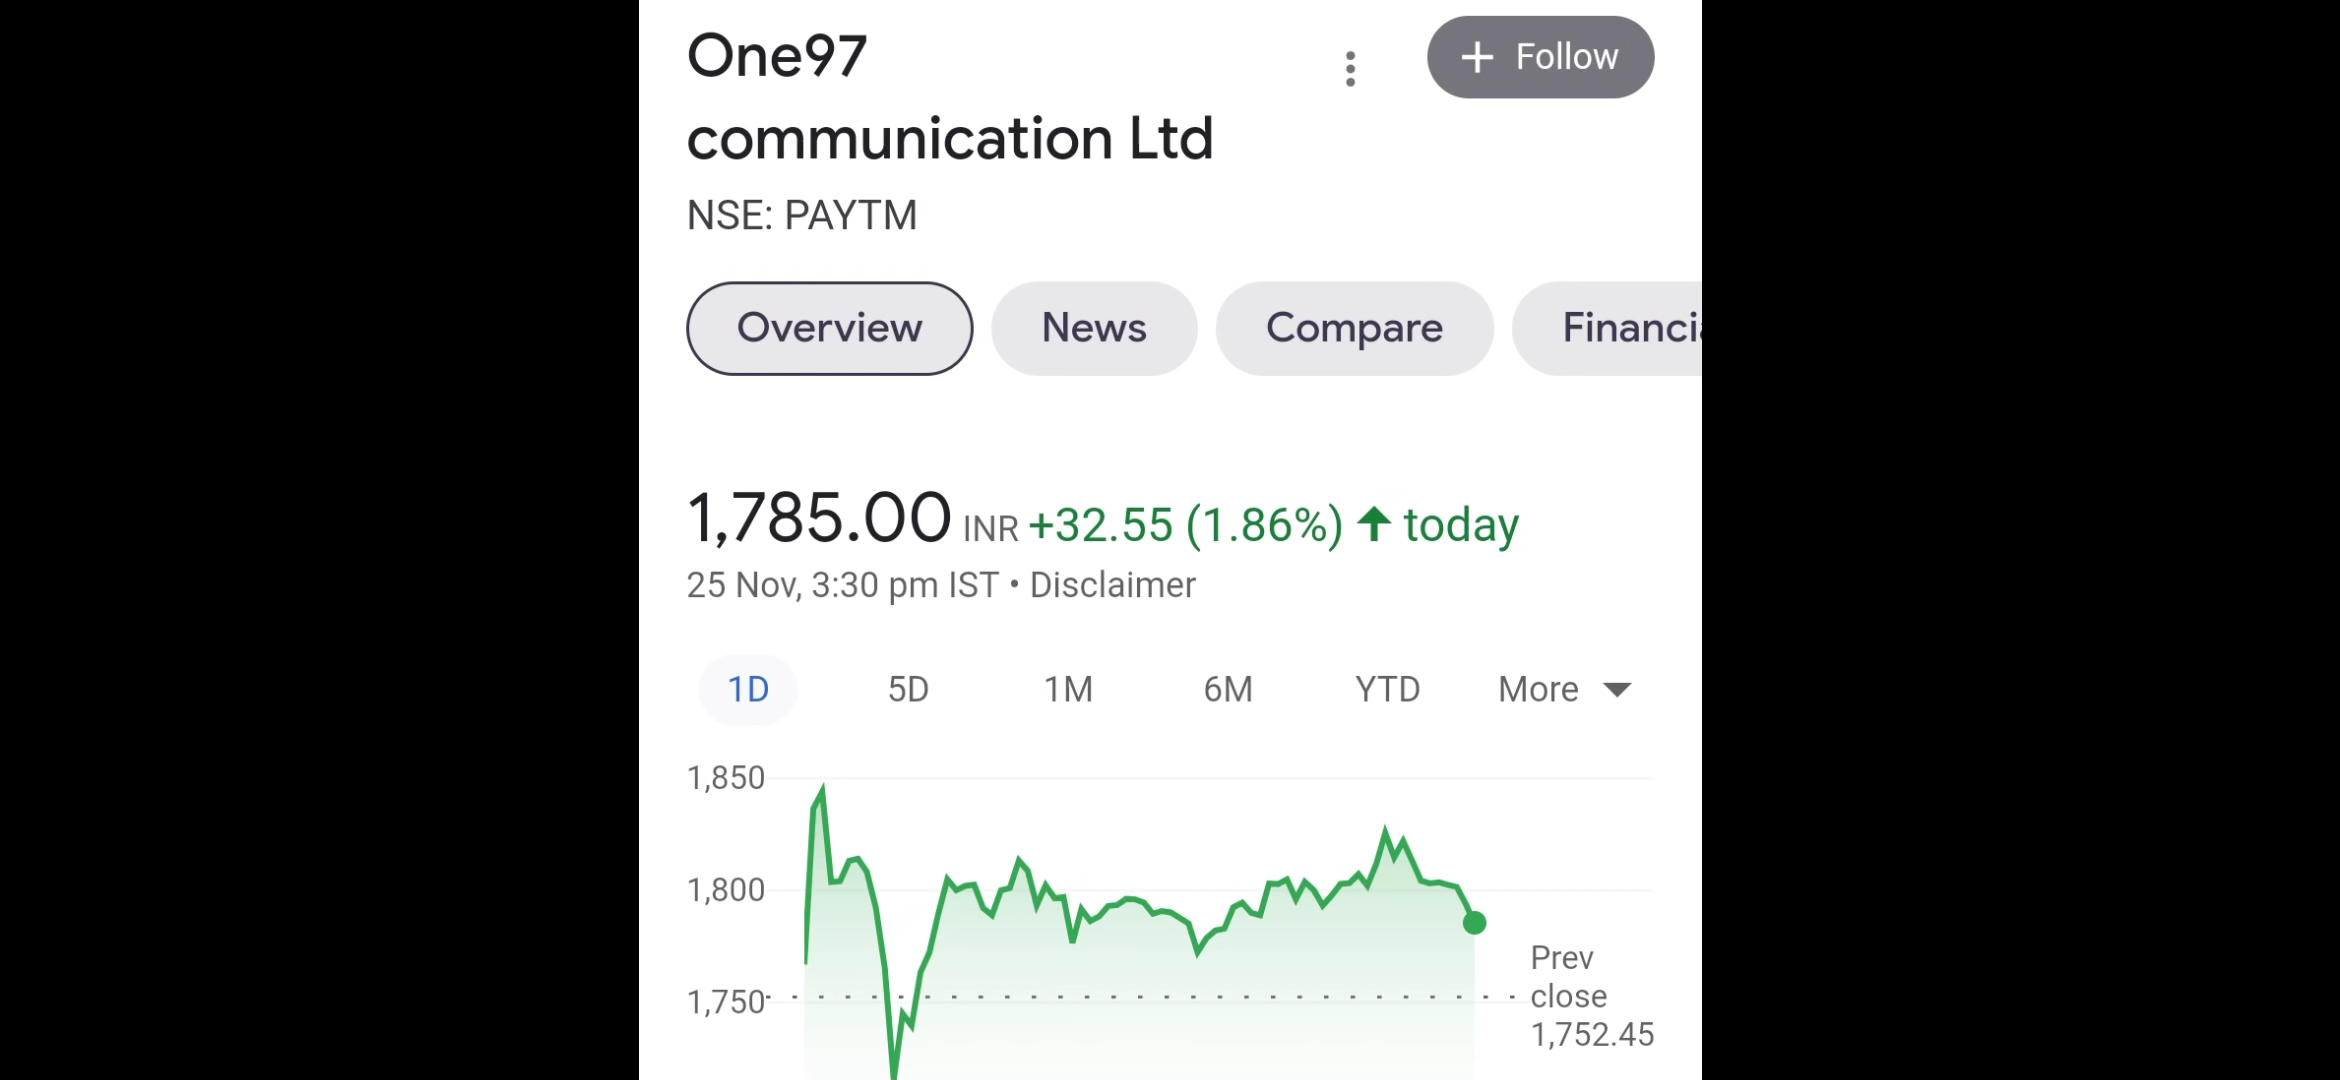 One97
communication Ltd
+ Follow
NSE: PAYTM
Overview News Compare Financia
1,785.00 INR +32.55 (1.86%) ↑ today
25 Nov, 3:30 pm IST • Disclaimer
1D 5D 1M 6M YTD More
1,850
1,800
1,750
Prev
close
1,752.45